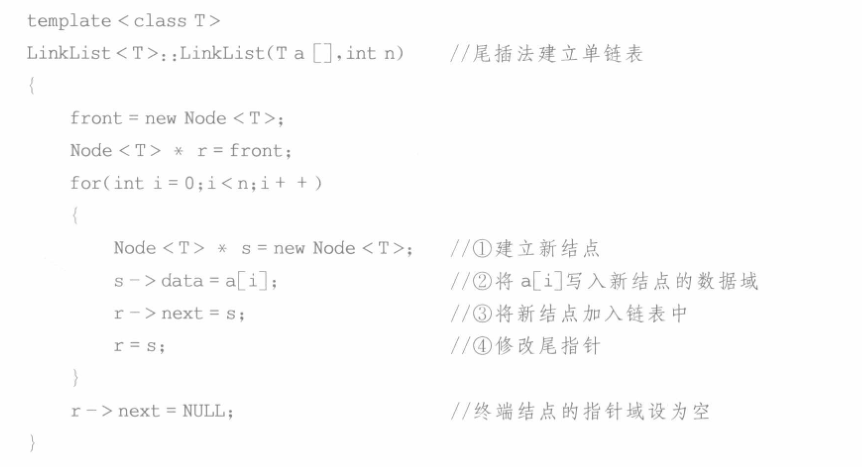 template <class T>
LinkList<T>::LinkList(T a [],int n)    //尾插法建立单链表
{
    front = new Node <T>;
    Node <T> * r = front;
    for(int i = 0;i<n;i+ + )
    {
        Node <T> * s = new Node <T>;    //①建立新结点
        s - > data = a[i];    //②将 a[i]写入新结点的数据域
        r - > next = s;    //③将新结点加入链表中
        r = s;    //④修改尾指针
    }
    r - > next = NULL;    //终端结点的指针域设为空
}